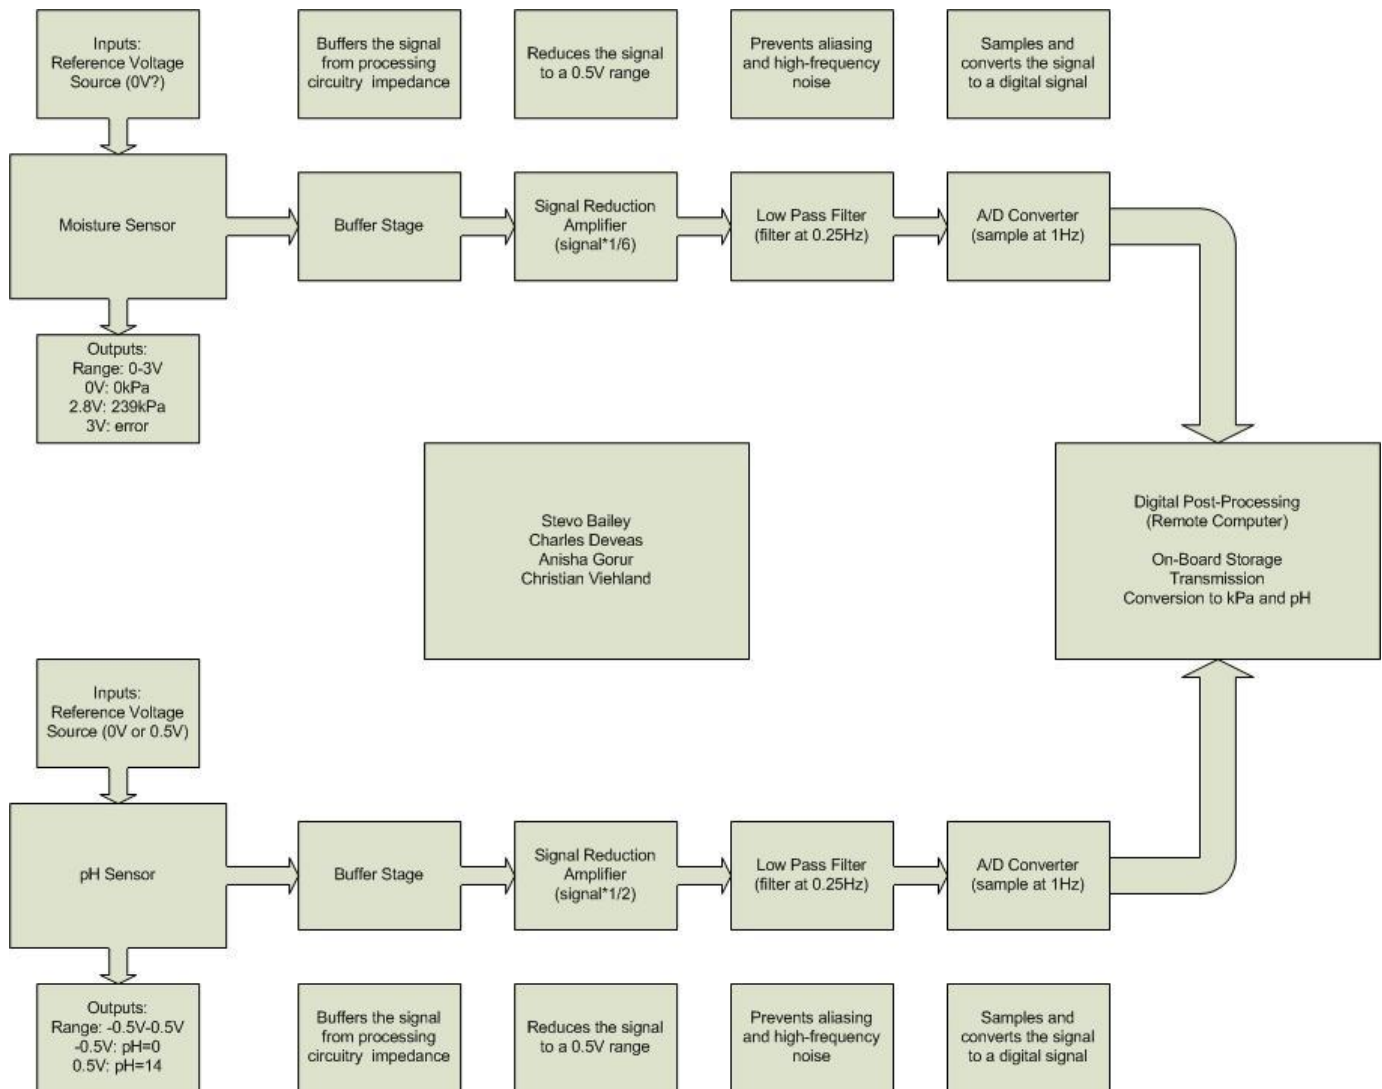 Inputs:
Reference Voltage
Source (0V?)
Buffers the signal
from processing
circuitry impedance
Reduces the signal
to a 0.5V range
Prevents aliasing
and high-frequency
noise
Samples and
converts the signal
to a digital signal
Moisture Sensor
Buffer Stage
Signal Reduction
Amplifier
(signal*1/6)
Low Pass Filter
(filter at 0.25Hz)
A/D Converter
(sample at 1Hz)
Outputs:
Range: 0-3V
0V: 0kPa
2.8V: 239kPa
3V: error
Stevo Bailey
Charles Deveas
Anisha Gorur
Christian Viehland
Digital Post-Processing
(Remote Computer)
On-Board Storage
Transmission
Conversion to kPa and pH
Inputs:
Reference Voltage
Source (0V or 0.5V)
pH Sensor
Buffer Stage
Signal Reduction
Amplifier
(signal*1/2)
Low Pass Filter
(filter at 0.25Hz)
A/D Converter
(sample at 1Hz)
Outputs:
Range: -0.5V-0.5V
-0.5V: pH=0
0.5V: pH=14
Buffers the signal
from processing
circuitry impedance
Reduces the signal
to a 0.5V range
Prevents aliasing
and high-frequency
noise
Samples and
converts the signal
to a digital signal